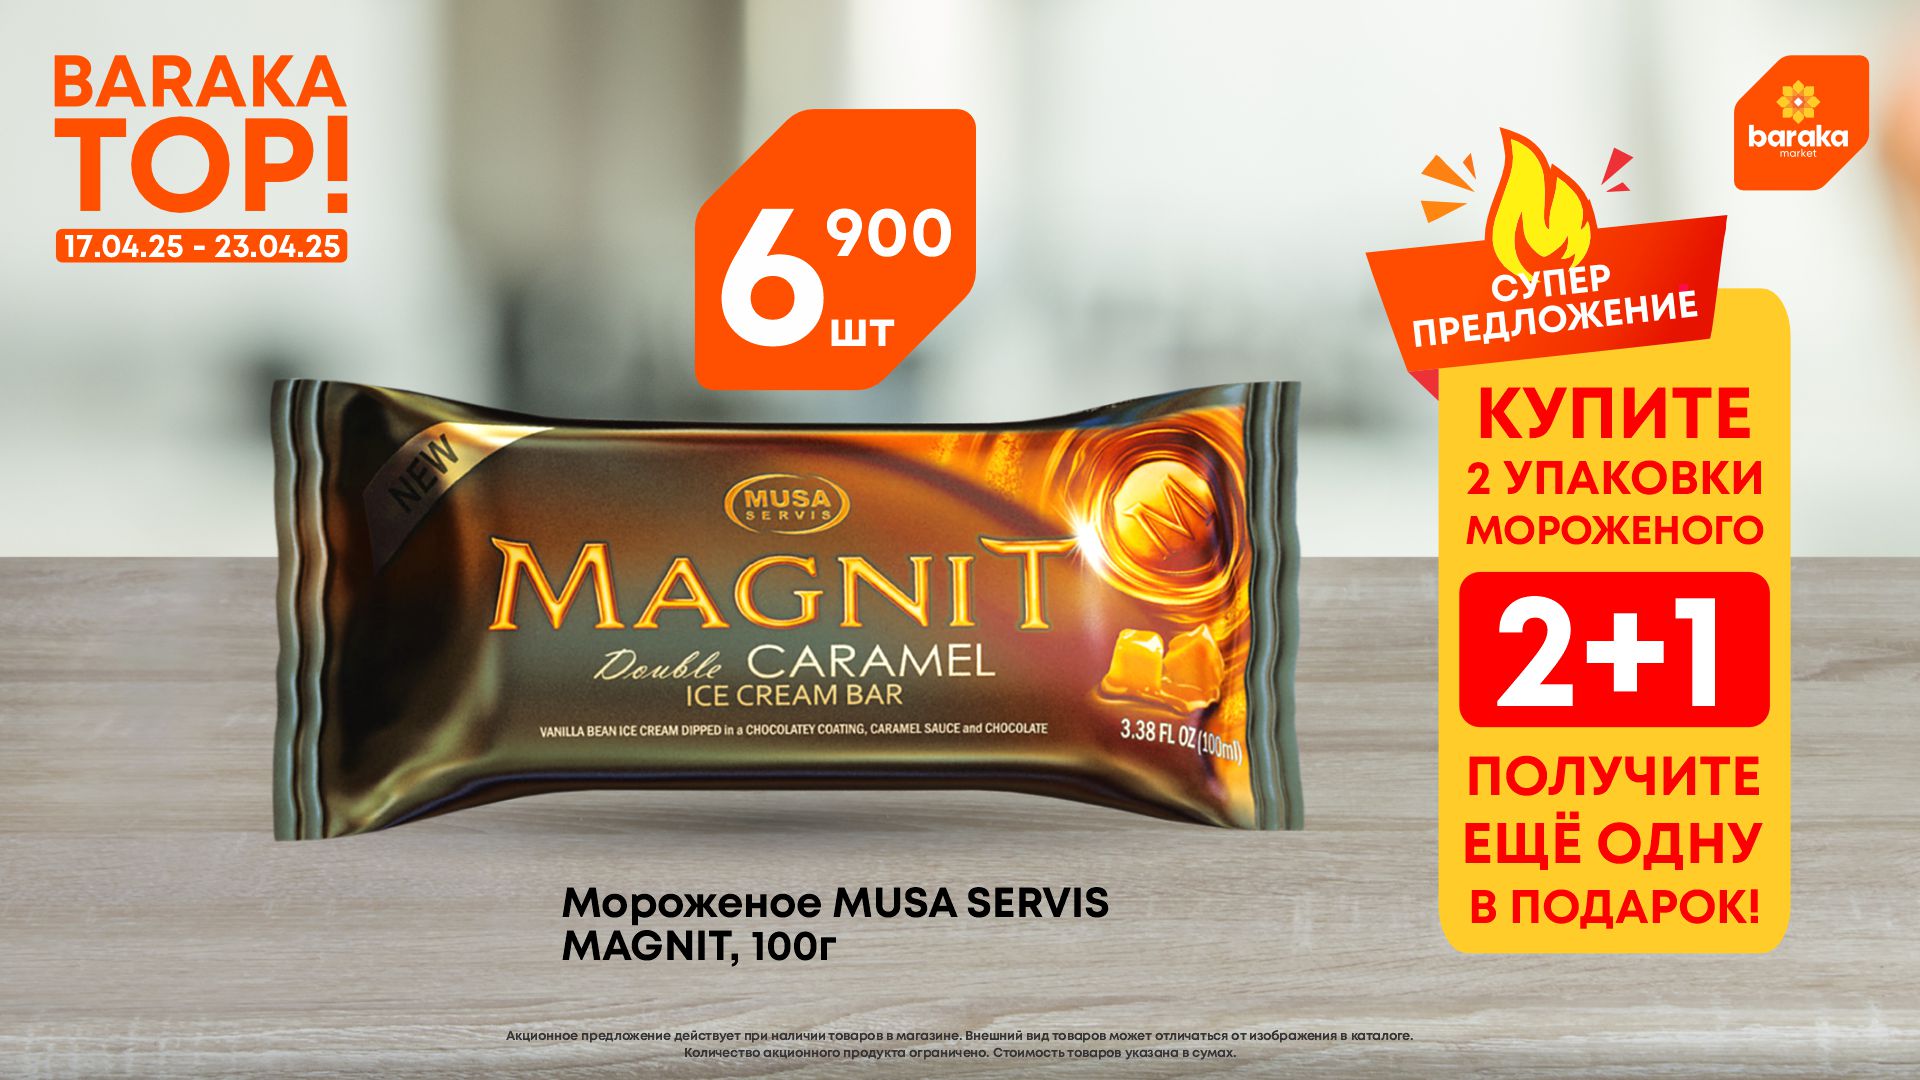 BARAKA
TOP!
17.04.25 - 23.04.25
6 900
шт
baraka
market
СУПЕР
ПРЕДЛОЖЕНИЕ
КУПИТЕ
2 УПАКОВКИ
МОРОЖЕНОГО
2+1
ПОЛУЧИТЕ
ЕЩЁ ОДНУ
В ПОДАРОК!
NEW
MUSA
SERVIS
M
MAGNIT
Double CARAMEL
ICE CREAM BAR
VANILLA BEAN ICE CREAM DIPPED in a CHOCOLATEY COATING, CARAMEL SAUCE and CHOCOLATE
3.38 FL OZ (100ml)
Мороженое MUSA SERVIS
MAGNIT, 100г
Акционное предложение действует при наличии товаров в магазине. Внешний вид товаров может отличаться от изображения в каталоге.
Количество акционного продукта ограничено. Стоимость товаров указана в сумах.